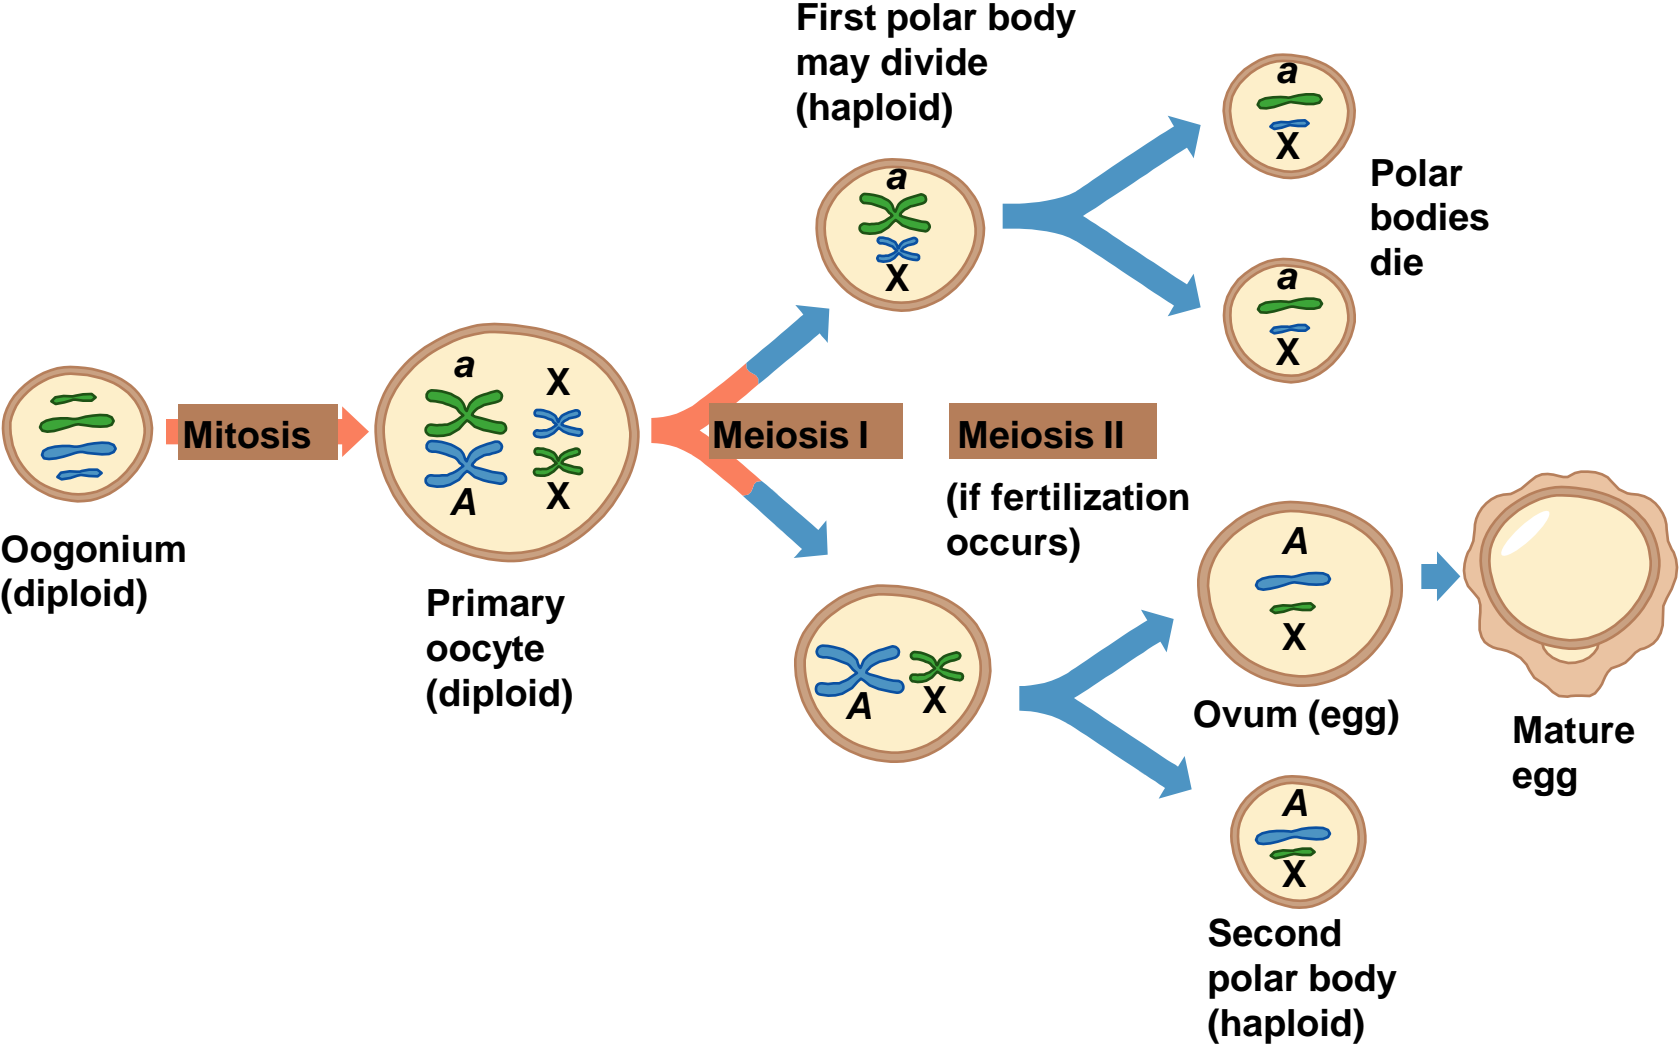 First polar body
may divide
(haploid)
a
X
a
X
Polar
bodies
die
a
X
Mitosis
a
X
A
X
Meiosis I
Meiosis II
(if fertilization
occurs)
Oogonium
(diploid)
Primary
oocyte
(diploid)
A
X
A
X
Ovum (egg)
Mature
egg
A
X
Second
polar body
(haploid)